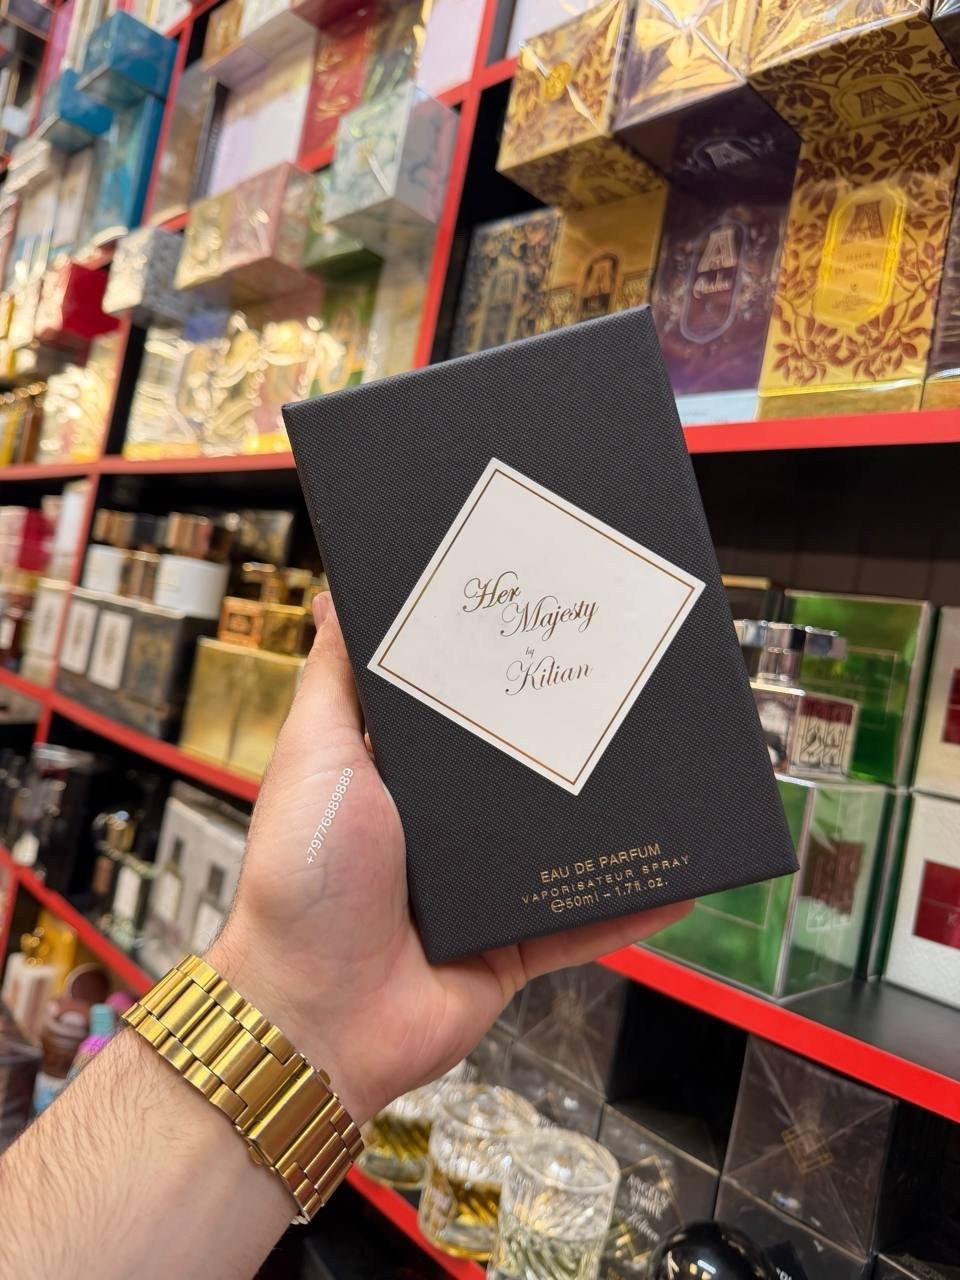 Her
Majesty
by
Kilian
EAU DE PARFUM
VAPORISATEUR SPRAY
℮50ml – 1.7fl.oz.
+79776889889